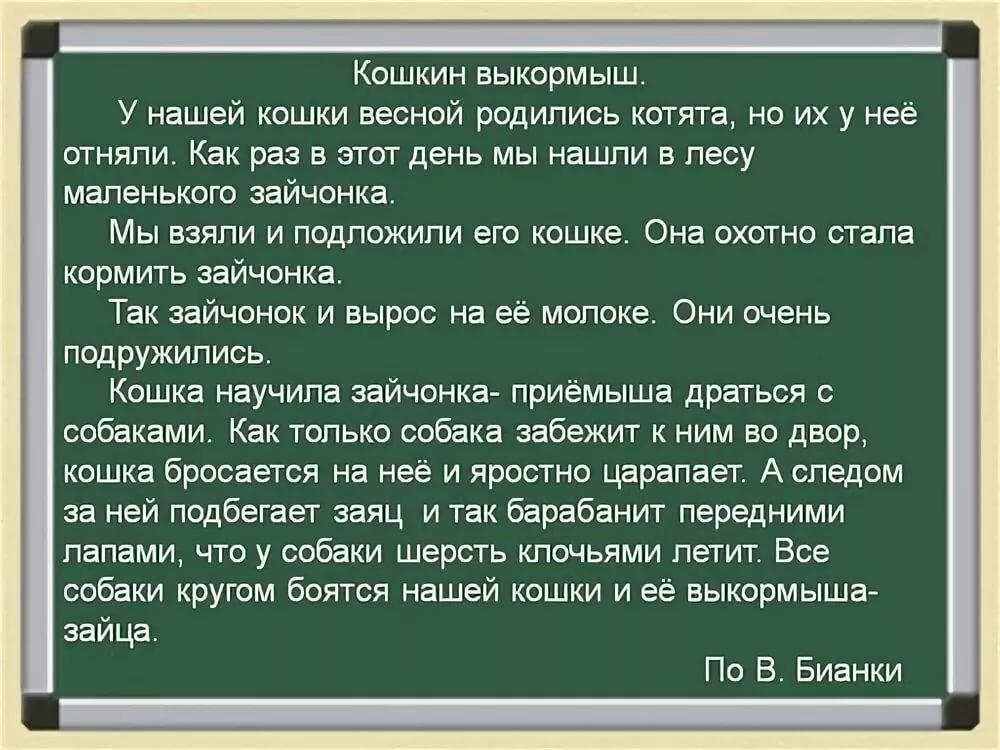 Кошкин выкормыш.
У нашей кошки весной родились котята, но их у неё
отняли. Как раз в этот день мы нашли в лесу
маленького зайчонка.
Мы взяли и подложили его кошке. Она охотно стала
кормить зайчонка.
Так зайчонок и вырос на её молоке. Они очень
подружились.
Кошка научила зайчонка- приёмыша драться с
собаками. Как только собака забежит к ним во двор,
кошка бросается на неё и яростно царапает. А следом
за ней подбегает заяц и так барабанит передними
лапами, что у собаки шерсть клочьями летит. Все
собаки кругом боятся нашей кошки и её выкормыша-
зайца.
По В. Бианки